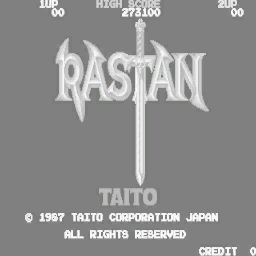 1UP HIGH SCORE 2UP
00 273100 00
RASTAN
TAITO
© 1987 TAITO CORPORATION JAPAN
ALL RIGHTS RESERVED
CREDIT 0